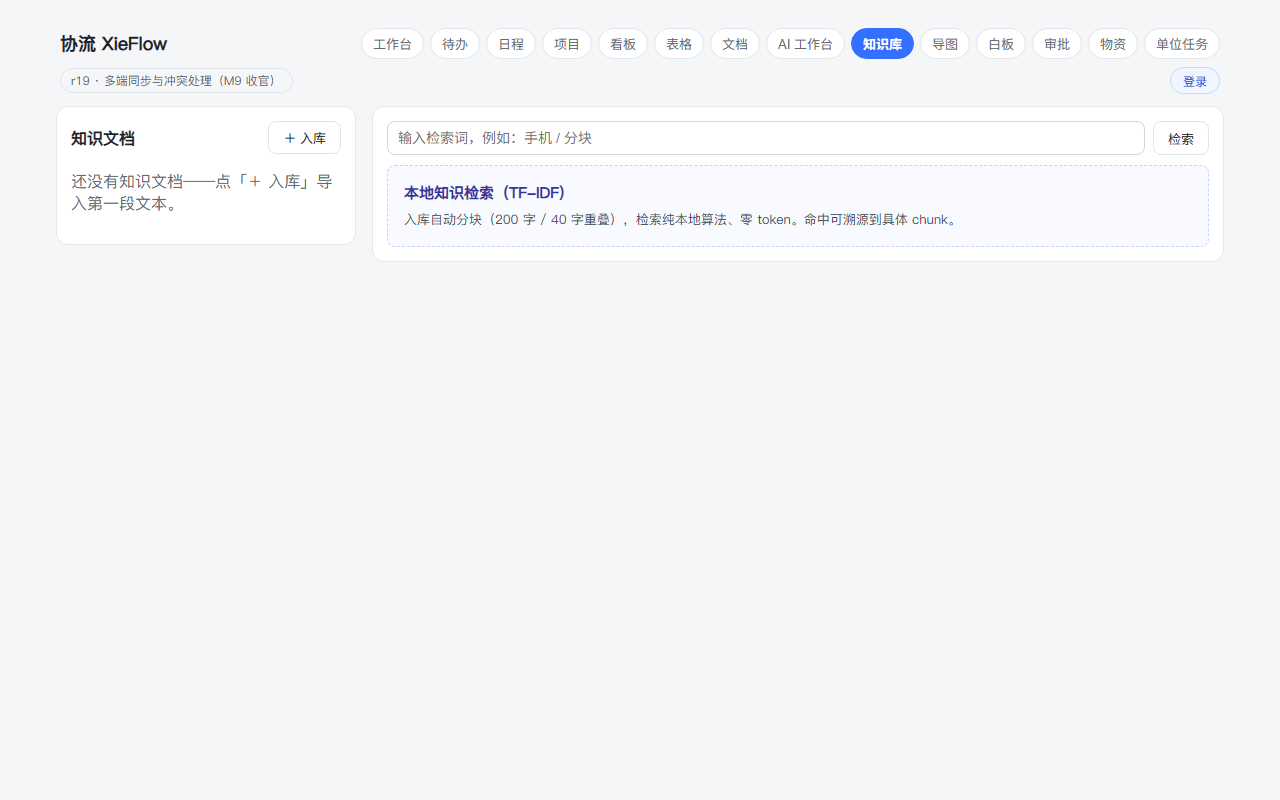 协流 XieFlow
工作台 待办 日程 项目 看板 表格 文档 AI 工作台 知识库 导图 白板 审批 物资 单位任务
r19 · 多端同步与冲突处理（M9 收官）
登录
知识文档
＋ 入库
还没有知识文档——点「＋ 入库」导
入第一段文本。
输入检索词，例如：手机 / 分块
检索
本地知识检索（TF-IDF）
入库自动分块（200 字 / 40 字重叠），检索纯本地算法、零 token。命中可溯源到具体 chunk。